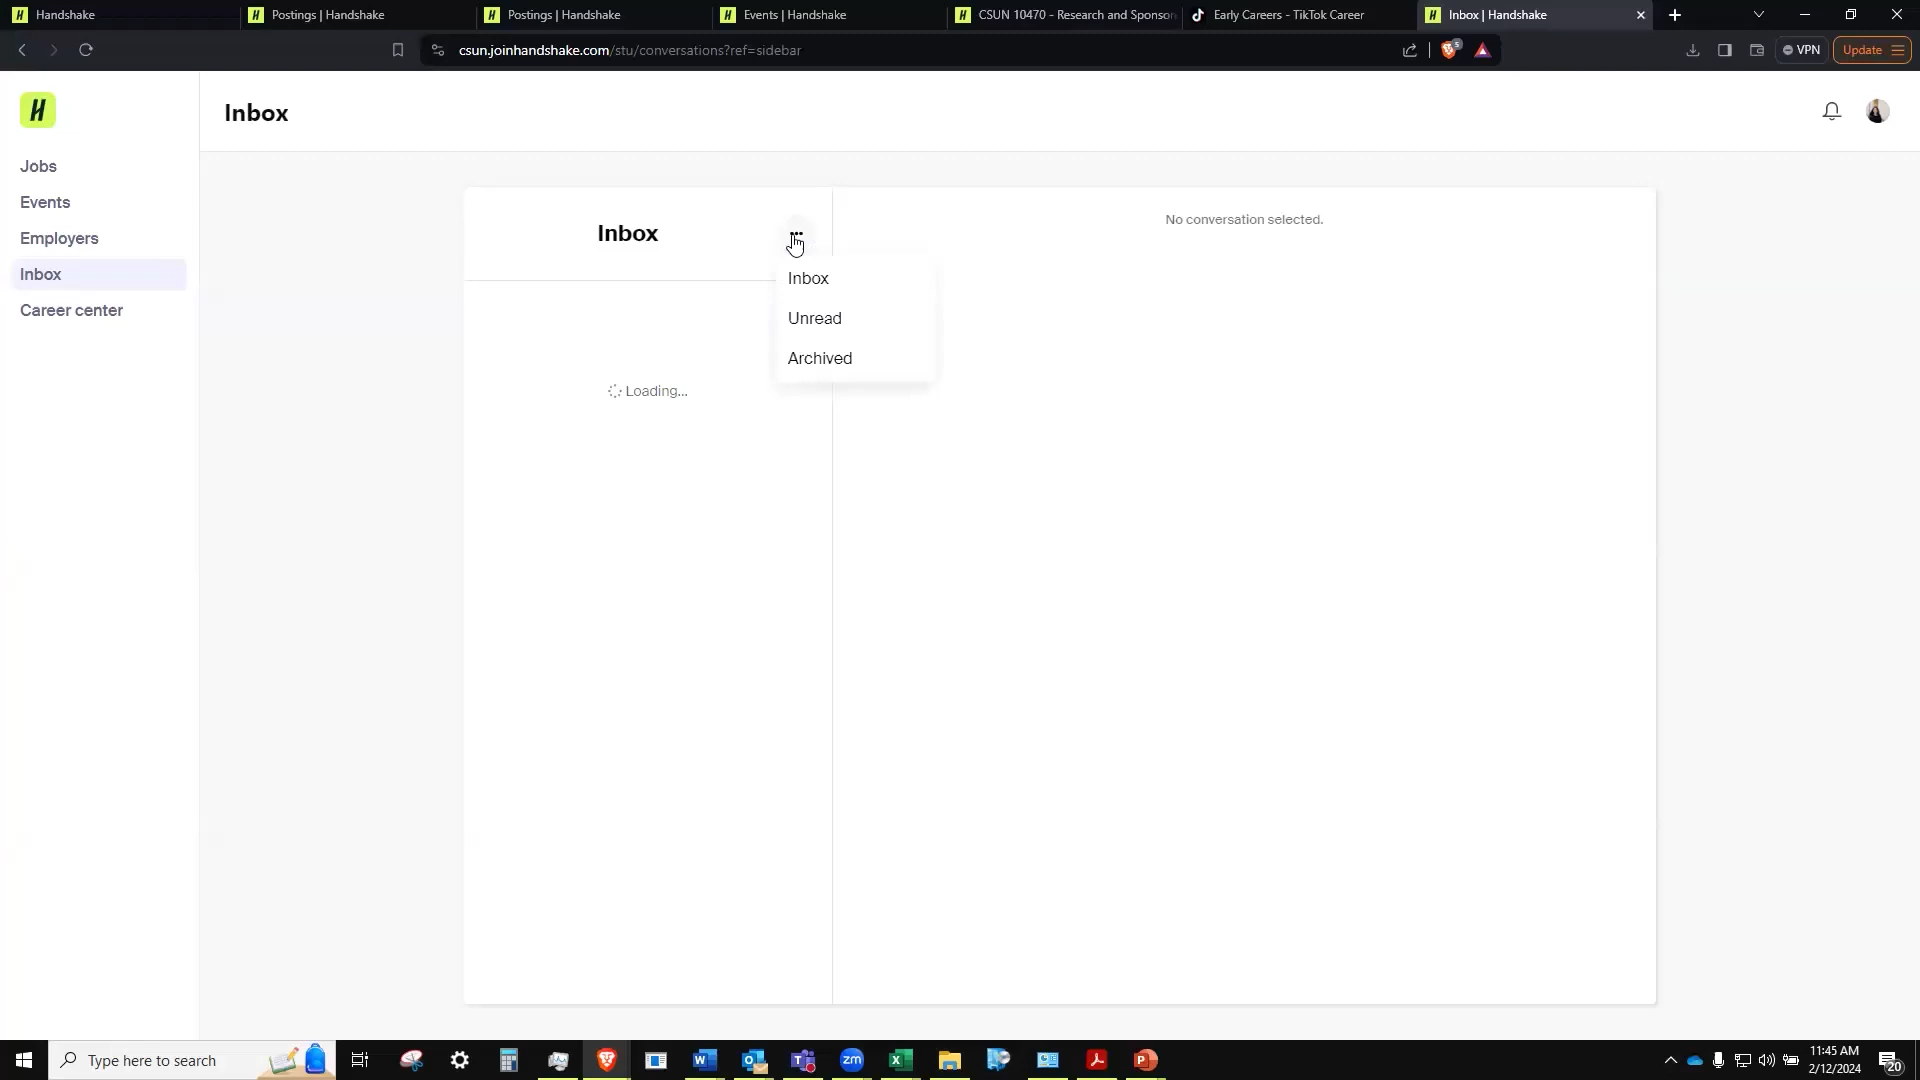 Handshake
Postings | Handshake
Postings | Handshake
Events | Handshake
CSUN 10470 - Research and Sponsor
Early Careers - TikTok Career
Inbox | Handshake
csun.joinhandshake.com/stu/conversations?ref=sidebar
5
VPN
Update
H
Inbox
Jobs
Events
Employers
Inbox
Career center
Inbox
No conversation selected.
Inbox
Unread
Archived
Loading...
Type here to search
zm
11:45 AM
2/12/2024
20